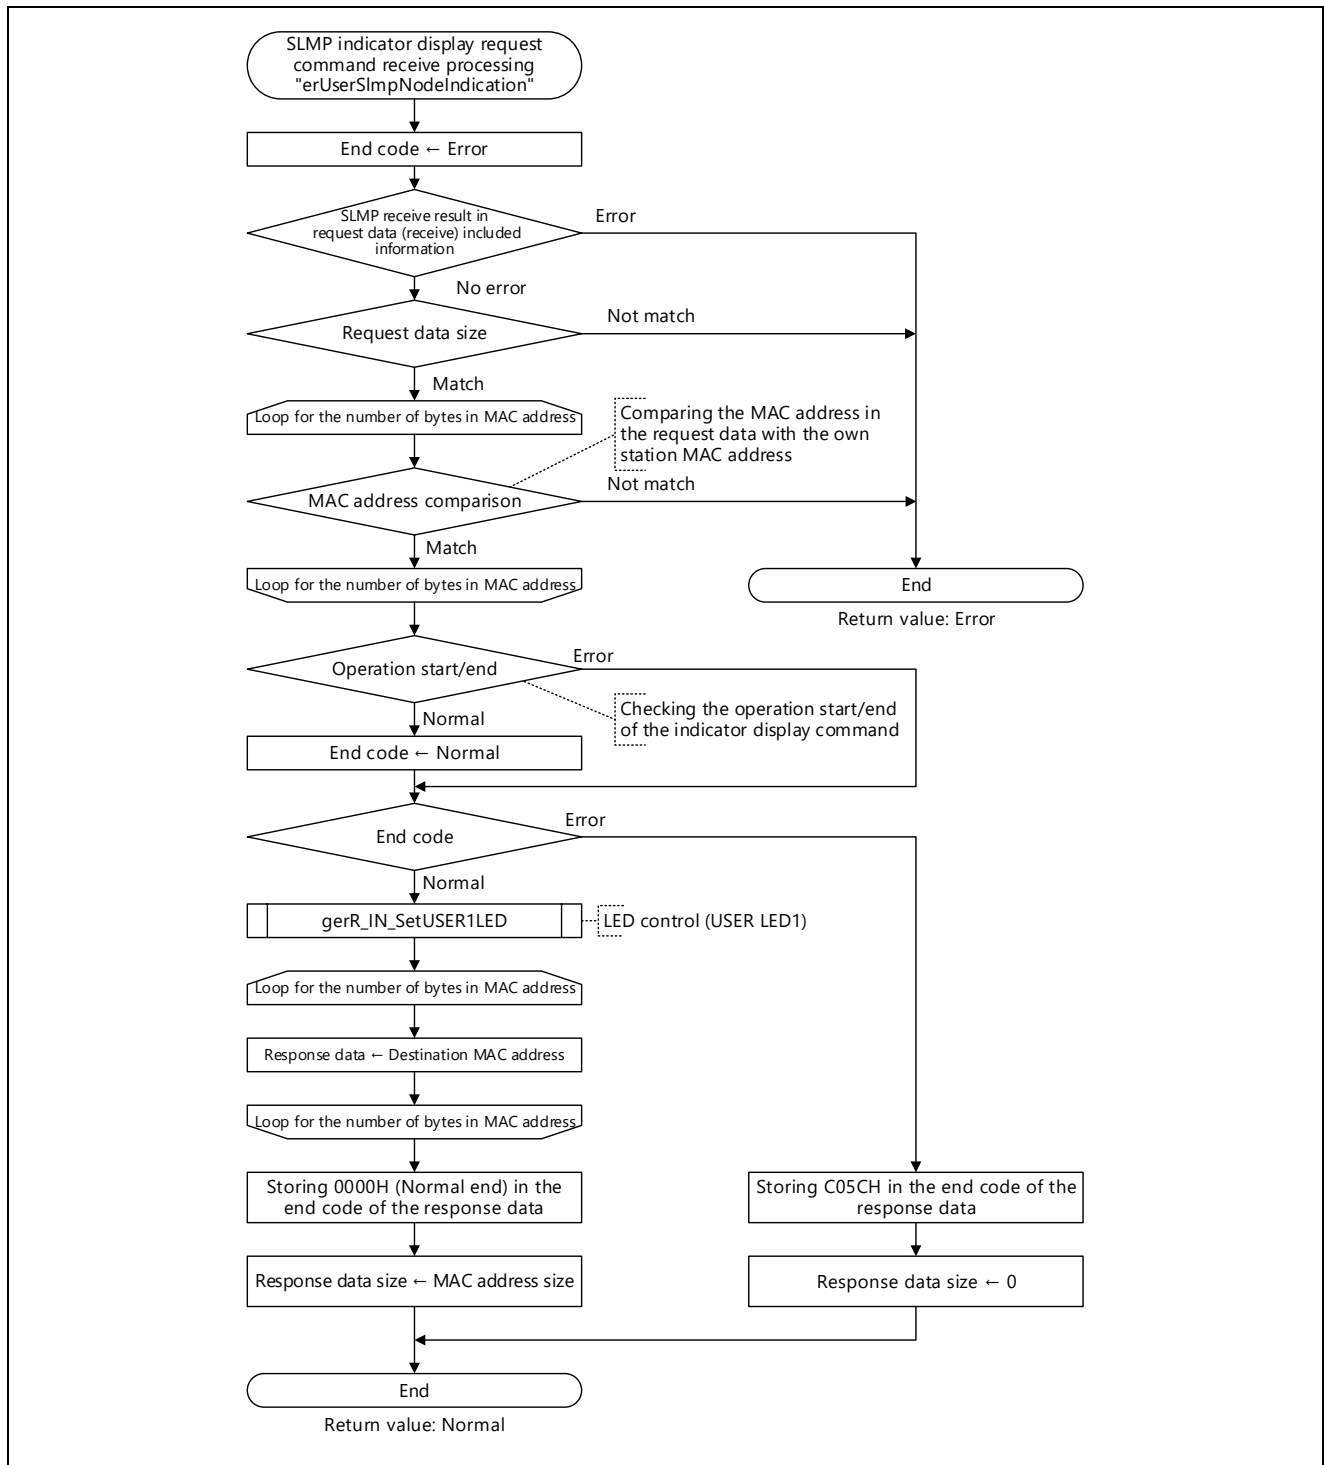 SLMP indicator display request
command receive processing
"erUserSlmpNodeIndication"
End code ← Error
SLMP receive result in
request data (receive) included
information
Error
No error
Request data size
Not match
Match
Loop for the number of bytes in MAC address
Comparing the MAC address in
the request data with the own
station MAC address
MAC address comparison
Not match
Match
Loop for the number of bytes in MAC address
End
Return value: Error
Operation start/end
Error
Checking the operation start/end
of the indicator display command
Normal
End code ← Normal
End code
Error
Normal
gerR_IN_SetUSER1LED
LED control (USER LED1)
Loop for the number of bytes in MAC address
Response data ← Destination MAC address
Loop for the number of bytes in MAC address
Storing 0000H (Normal end) in the
end code of the response data
Storing C05CH in the end code of the
response data
Response data size ← MAC address size
Response data size ← 0
End
Return value: Normal